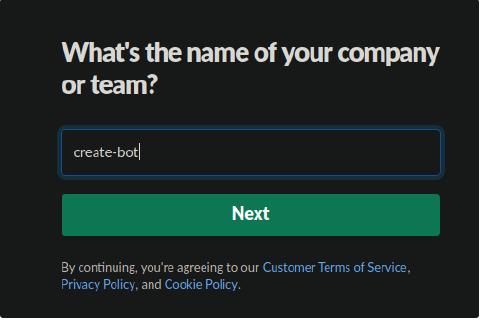 What's the name of your company
or team?
create-bot
Next
By continuing, you're agreeing to our Customer Terms of Service,
Privacy Policy, and Cookie Policy.